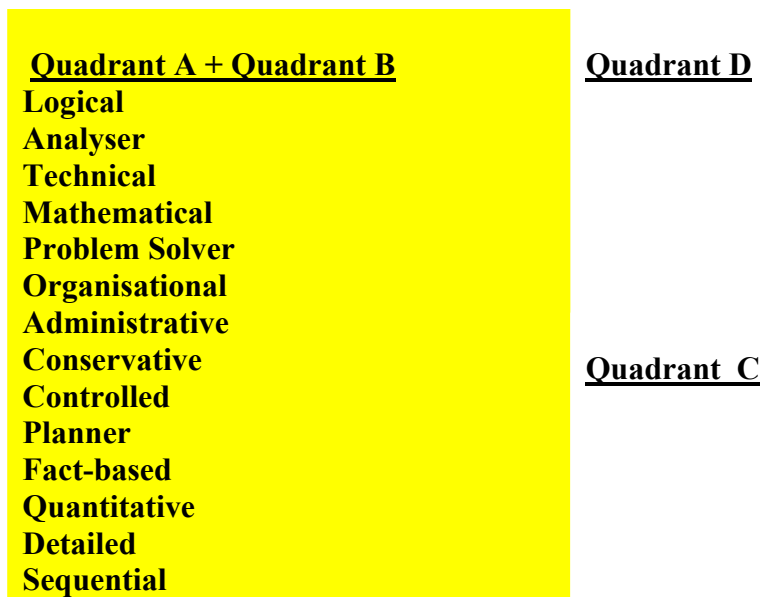 Quadrant A + Quadrant B
Logical
Analyser
Technical
Mathematical
Problem Solver
Organisational
Administrative
Conservative
Controlled
Planner
Fact-based
Quantitative
Detailed
Sequential
Quadrant D
Quadrant C